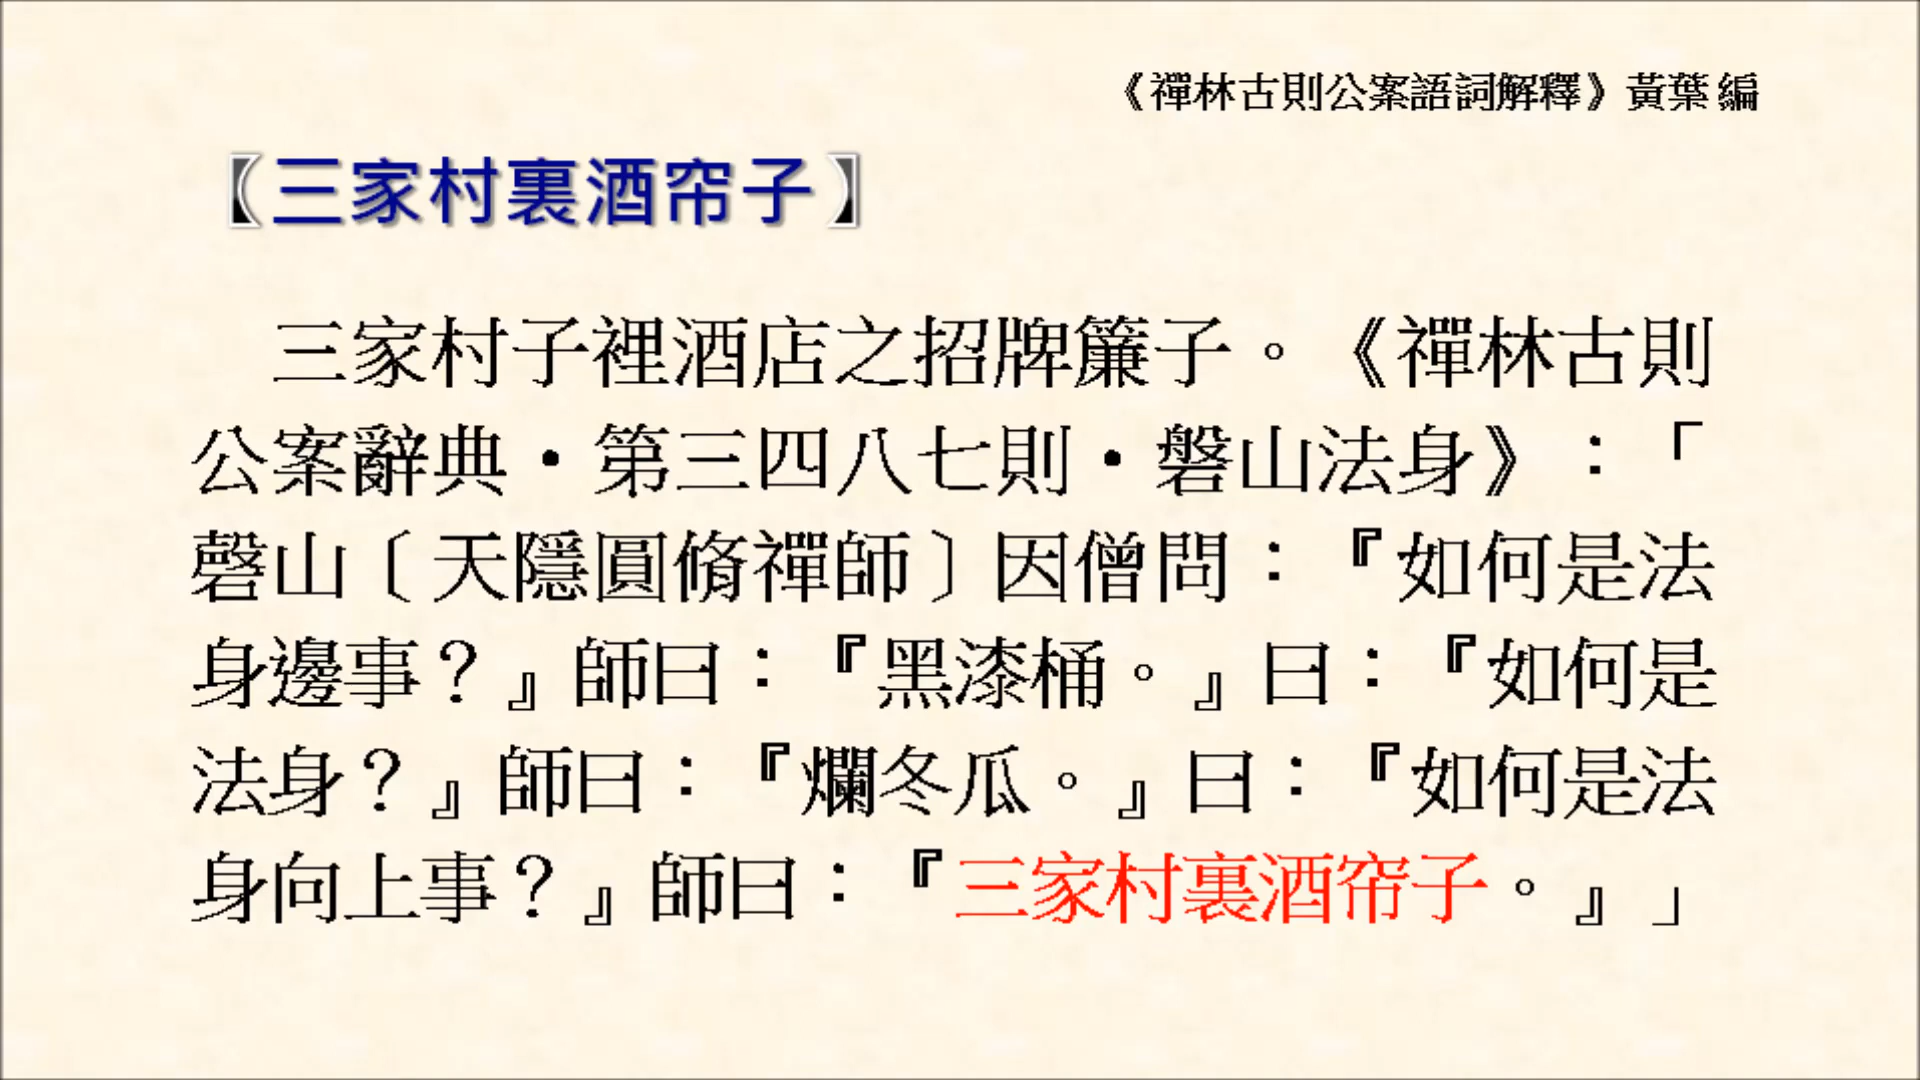 《禪林古則公案語詞解釋》黃葉 編
【三家村裏酒帘子】
三家村子裡酒店之招牌簾子。《禪林古則
公案辭典・第三四八七則・磐山法身》：「
磬山〔天隱圓脩禪師〕因僧問：『如何是法
身邊事？』師曰：『黑漆桶。』曰：『如何是
法身？』師曰：『爛冬瓜。』曰：『如何是法
身向上事？』師曰：『三家村裏酒帘子。』」